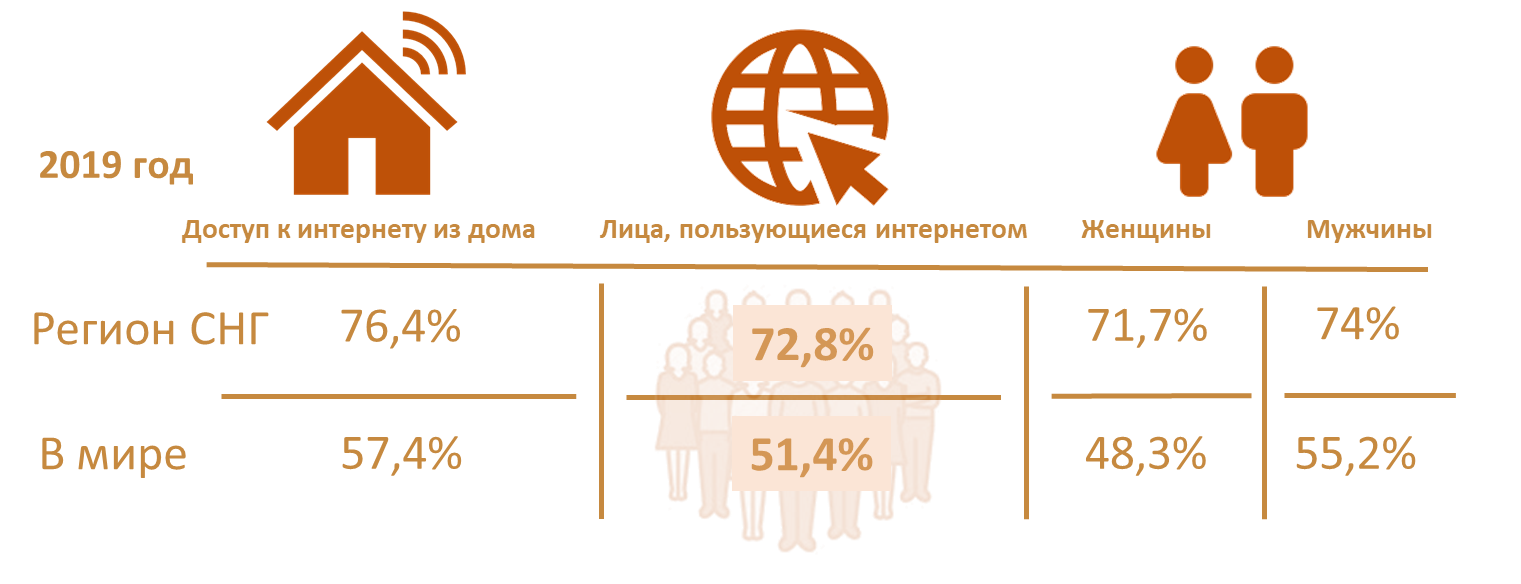 2019 год
Доступ к интернету из дома Лица, пользующиеся интернетом Женщины Мужчины
Регион СНГ 76,4% 72,8% 71,7% 74%
В мире 57,4% 51,4% 48,3% 55,2%